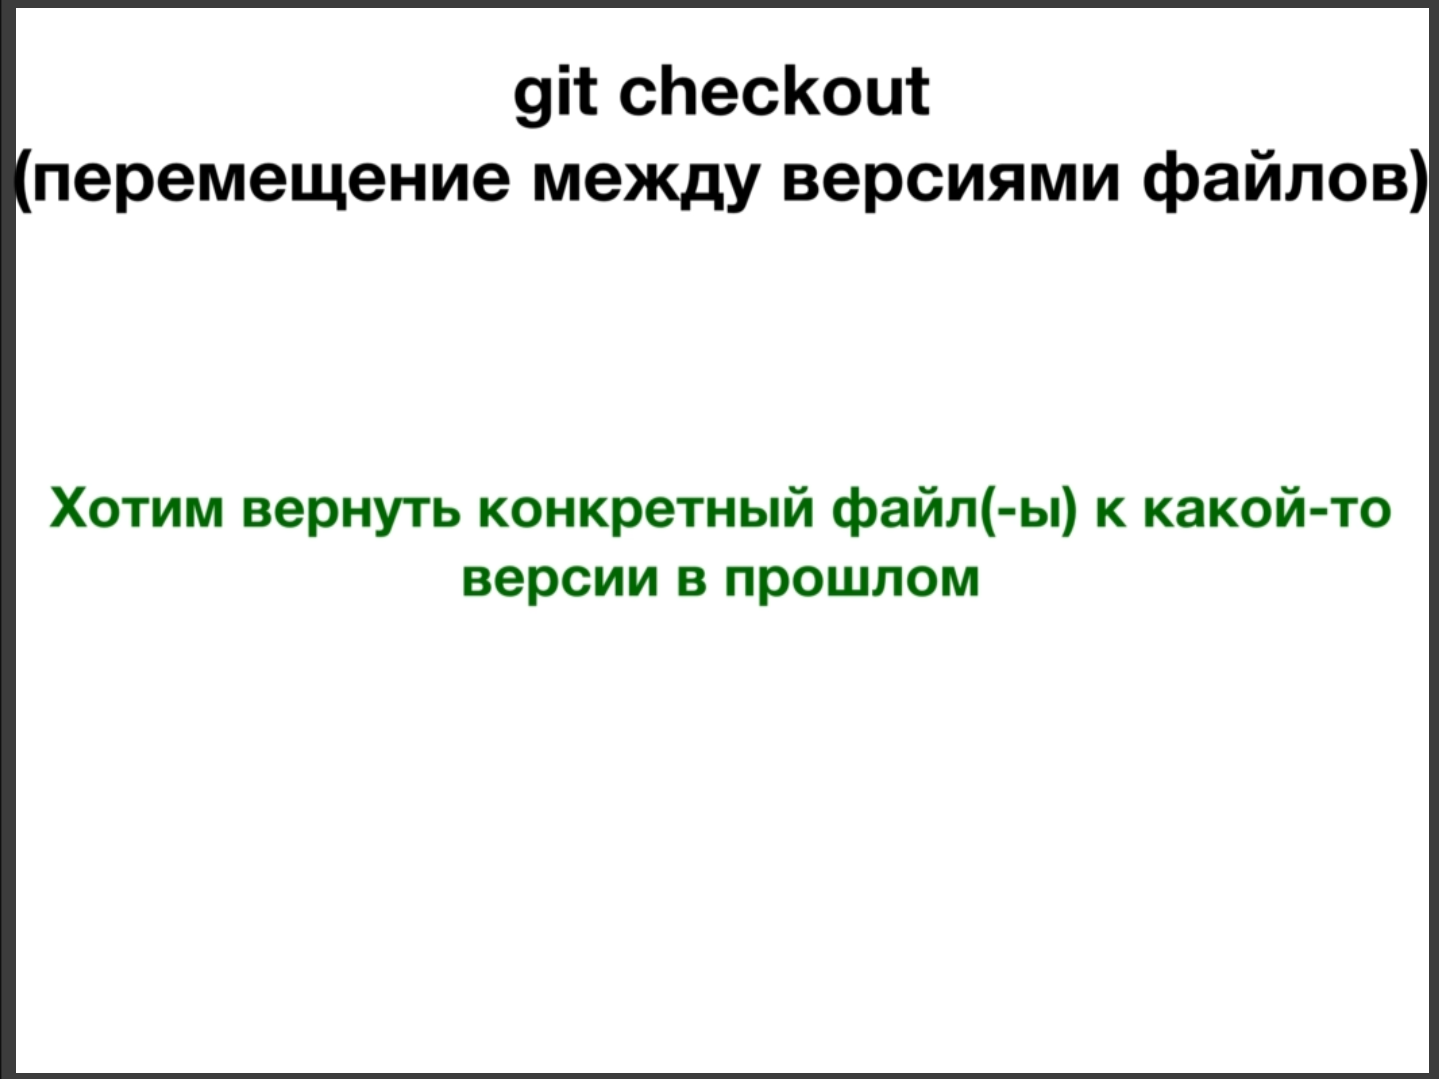 git checkout
(перемещение между версиями файлов)
Хотим вернуть конкретный файл(-ы) к какой-то
версии в прошлом